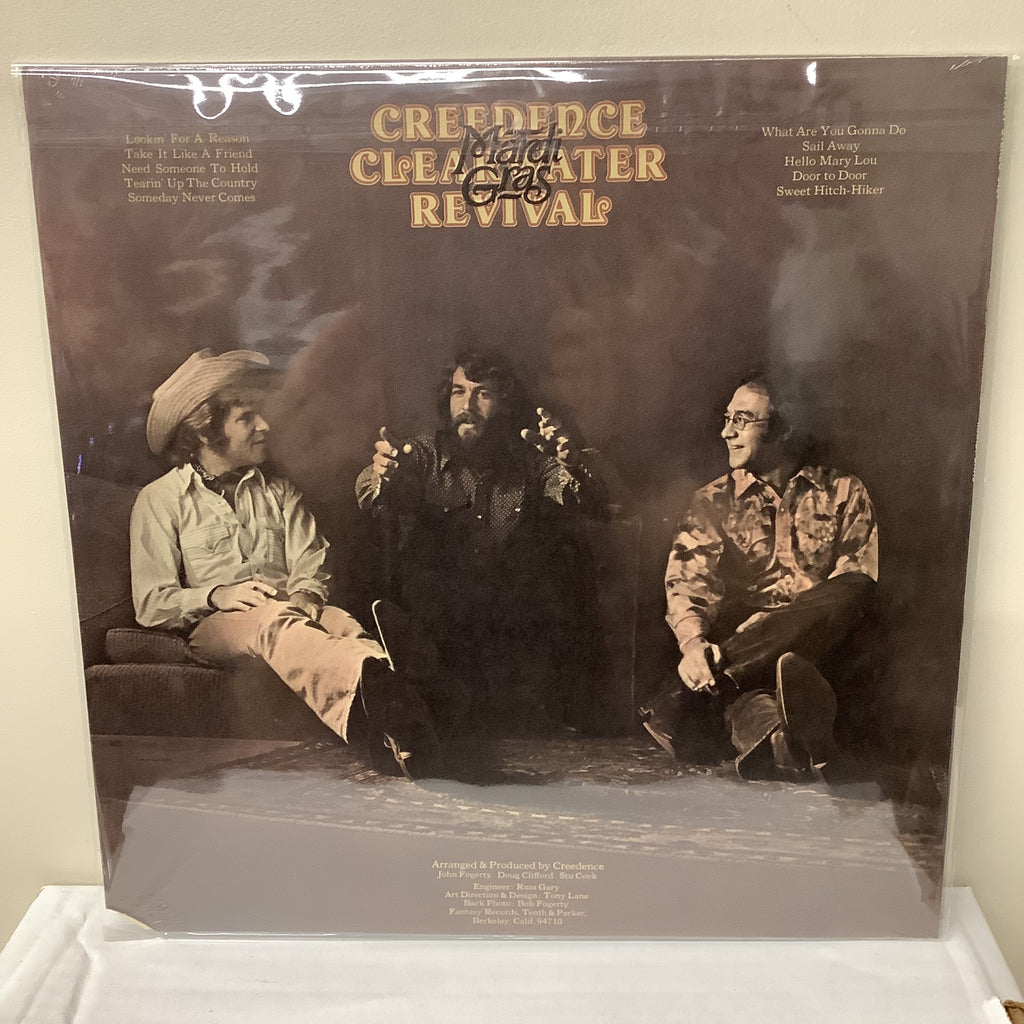 CREEDENCE
CLEARWATER
REVIVAL
Mardi
Gras
Lookin' For A Reason
Take It Like A Friend
Need Someone To Hold
Tearin' Up The Country
Someday Never Comes
What Are You Gonna Do
Sail Away
Hello Mary Lou
Door to Door
Sweet Hitch-Hiker
Arranged & Produced by Creedence
John Fogerty Doug Clifford Stu Cook
Engineer: Russ Gary
Art Direction & Design: Tony Lane
Back Photo: Bob Fogerty
Fantasy Records, Tenth & Parker,
Berkeley, Calif. 94710